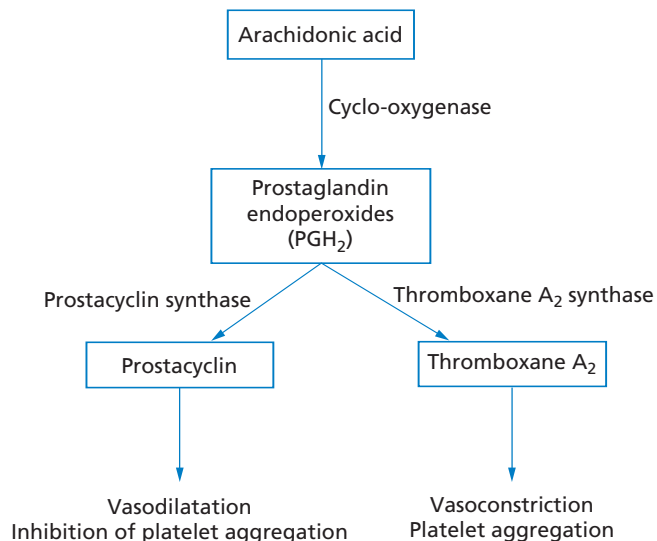 Arachidonic acid
Cyclo-oxygenase
Prostaglandin
endoperoxides
(PGH₂)
Prostacyclin synthase
Thromboxane A₂ synthase
Prostacyclin
Thromboxane A₂
Vasodilatation
Inhibition of platelet aggregation
Vasoconstriction
Platelet aggregation